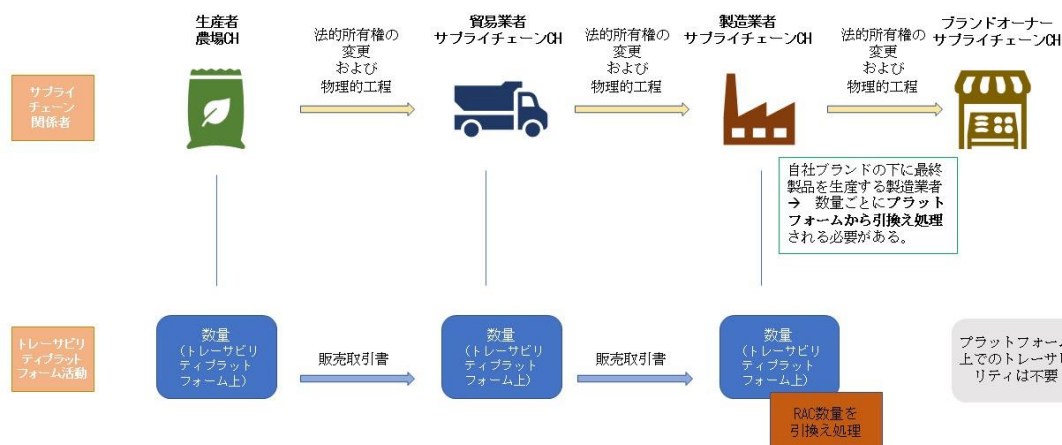 生産者
農場CH
法的所有権の
変更
および
物理的工程
貿易業者
サプライチェーンCH
法的所有権の
変更
および
物理的工程
製造業者
サプライチェーンCH
法的所有権の
変更
および
物理的工程
ブランドオーナー
サプライチェーンCH
サプライ
チェーン
関係者
自社ブランドの下に最終
製品を生産する製造業者
→ 数量ごとにプラット
フォームから引換え処理
される必要がある。
トレーサビリ
ティプラット
フォーム活動
数量
(トレーサビリ
ティプラット
フォーム上)
販売取引書
数量
(トレーサビリ
ティプラット
フォーム上)
販売取引書
数量
(トレーサビリ
ティプラット
フォーム上)
RAC数量を
引換え処理
プラットフォーム
上でのトレーサビ
リティは不要